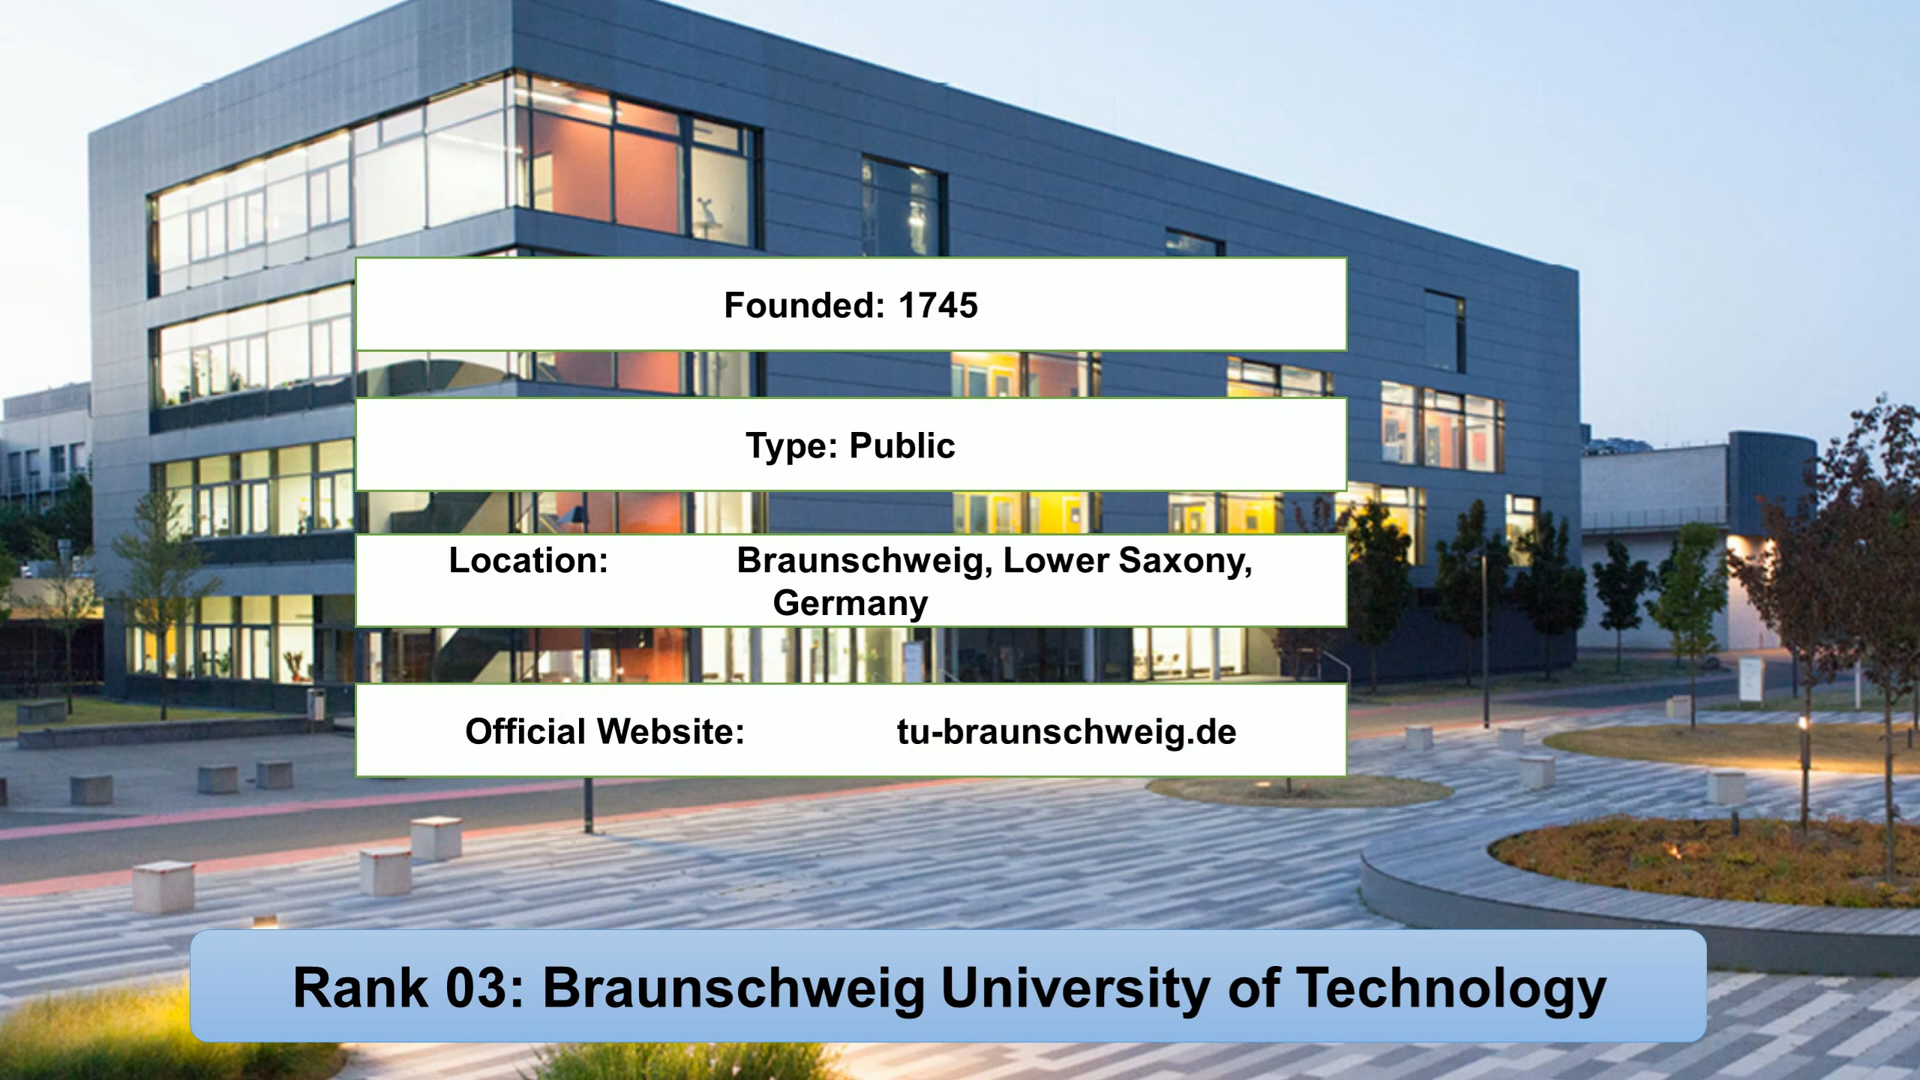 Founded: 1745
Type: Public
Location: Braunschweig, Lower Saxony,
Germany
Official Website: tu-braunschweig.de
Rank 03: Braunschweig University of Technology